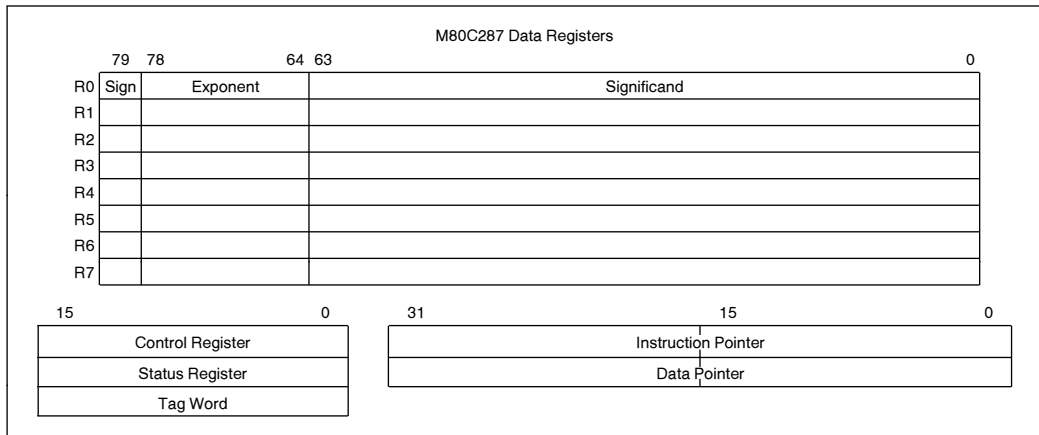 M80C287 Data Registers
79 78 64 63 0
R0 Sign Exponent Significand
R1
R2
R3
R4
R5
R6
R7
15 0 31 15 0
Control Register Instruction Pointer
Status Register Data Pointer
Tag Word